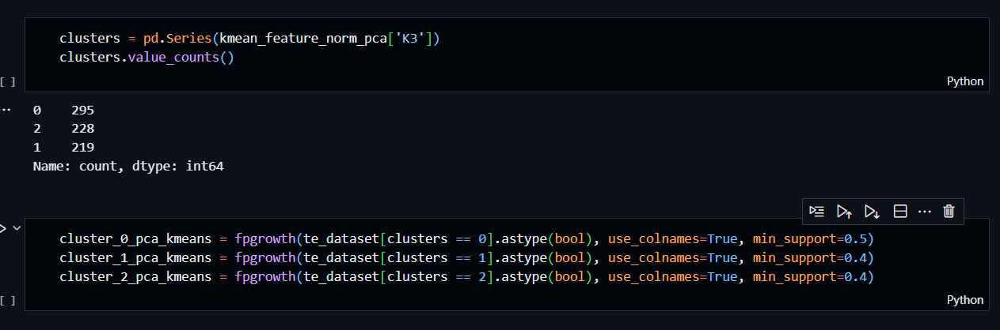 clusters = pd.Series(kmean_feature_norm_pca['K3'])
clusters.value_counts()
[ ]
Python
0    295
2    228
1    219
Name: count, dtype: int64
cluster_0_pca_kmeans = fpgrowth(te_dataset[clusters == 0].astype(bool), use_colnames=True, min_support=0.5)
cluster_1_pca_kmeans = fpgrowth(te_dataset[clusters == 1].astype(bool), use_colnames=True, min_support=0.4)
cluster_2_pca_kmeans = fpgrowth(te_dataset[clusters == 2].astype(bool), use_colnames=True, min_support=0.4)
[ ]
Python